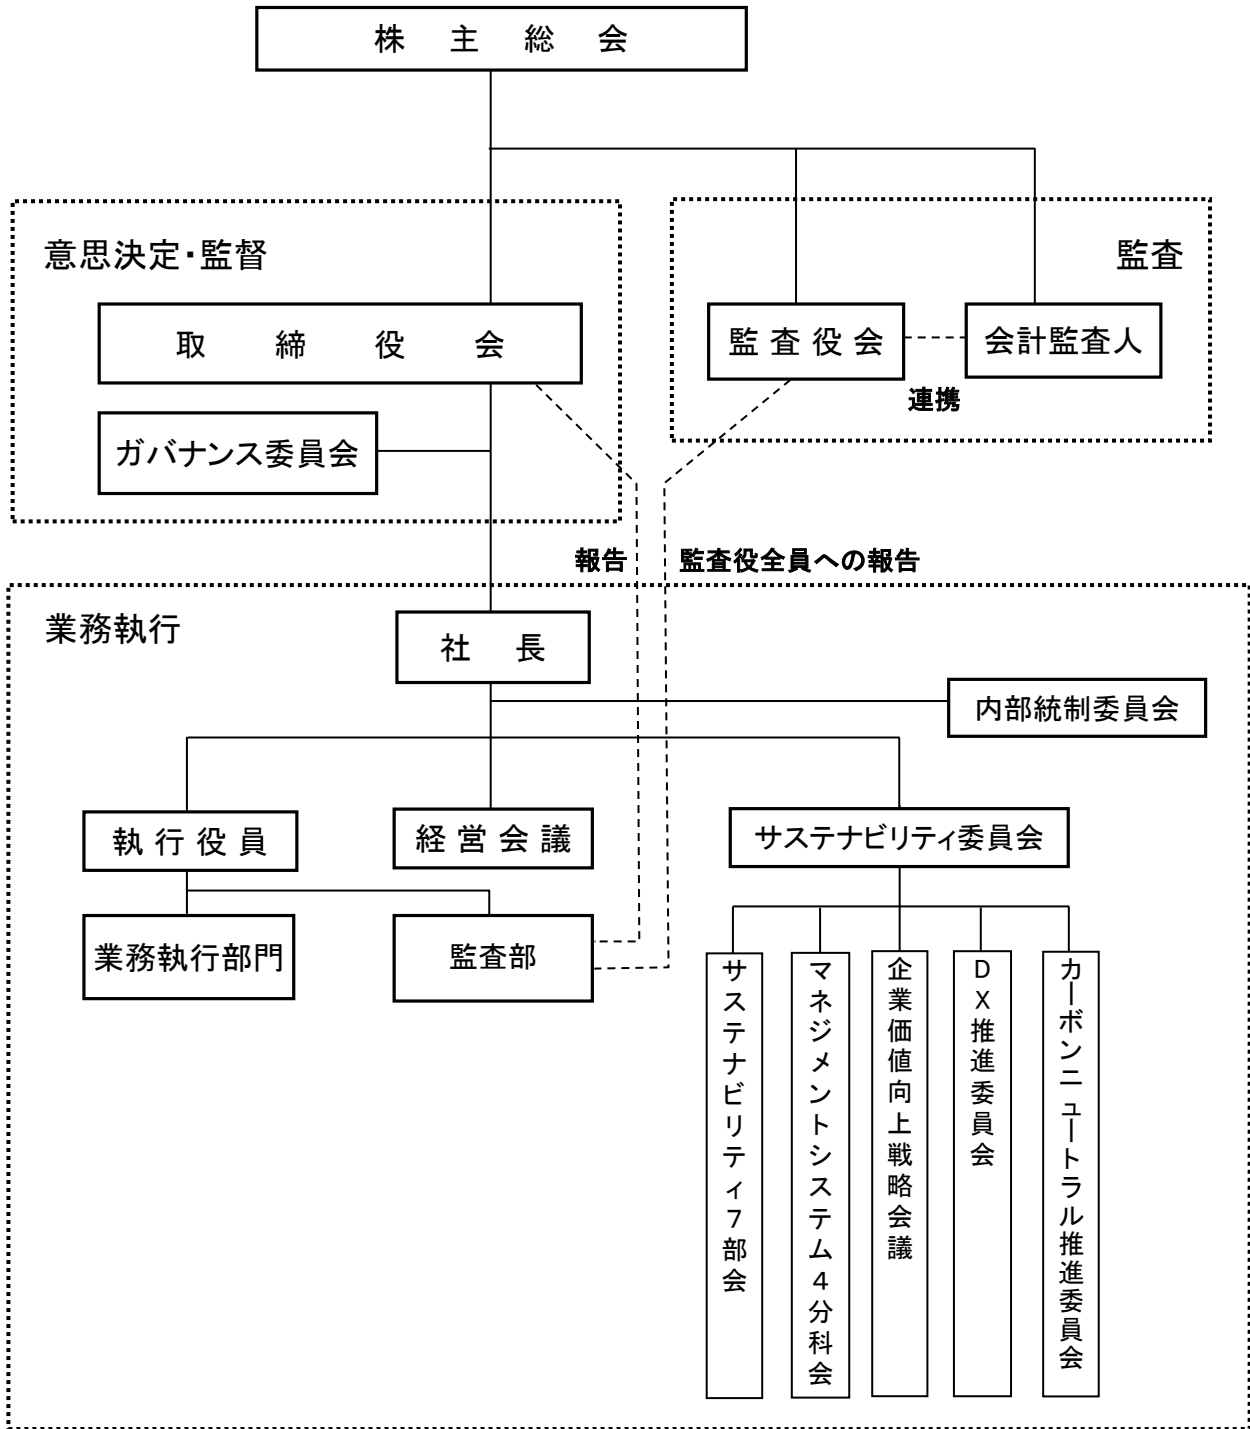 株主総会
意思決定・監督
監査
取締役会
監査役会
会計監査人
連携
ガバナンス委員会
報告
監査役全員への報告
業務執行
社長
内部統制委員会
執行役員
経営会議
サステナビリティ委員会
業務執行部門
監査部
サステナビリティ7部会
マネジメントシステム4分科会
企業価値向上戦略会議
DX推進委員会
カーボンニュートラル推進委員会